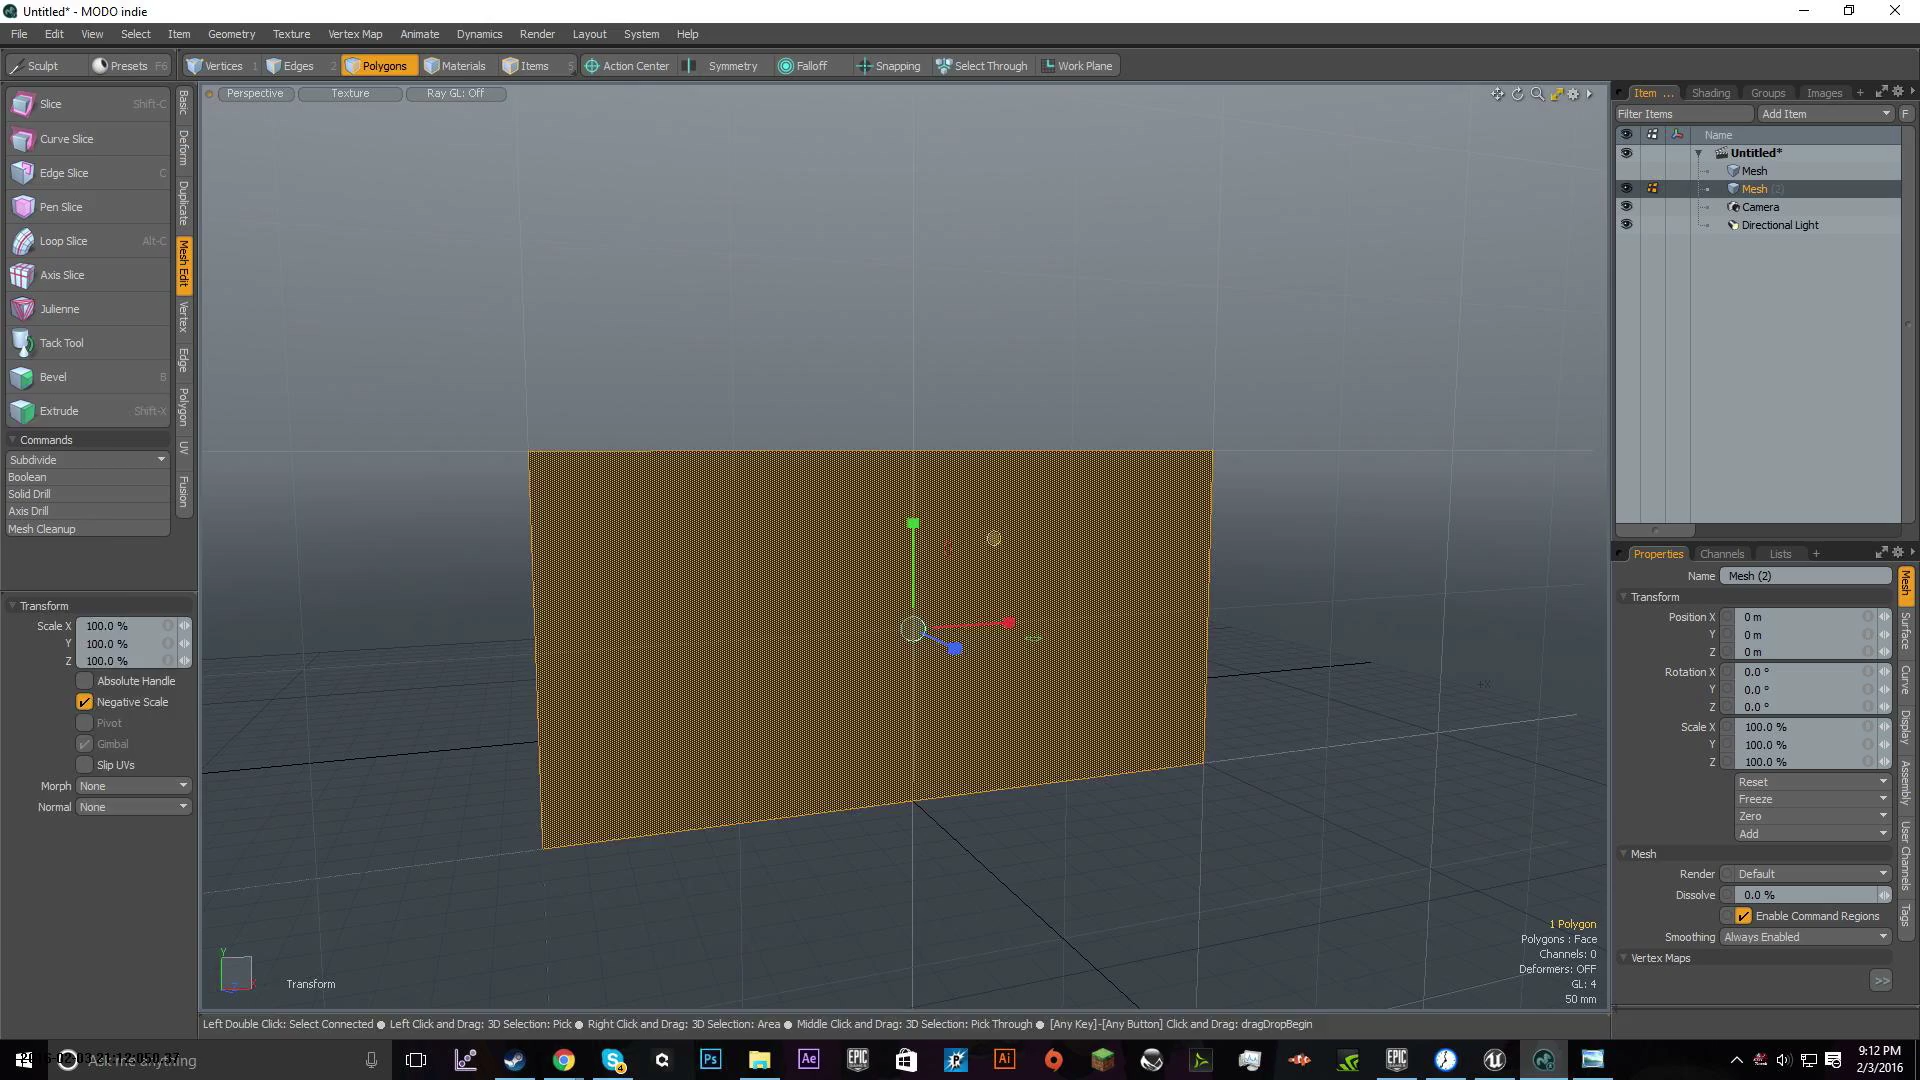 Untitled* - MODO indie
File Edit View Select Item Geometry Texture Vertex Map Animate Dynamics Render Layout System Help
Sculpt Presets F6 Vertices 1 Edges 2 Polygons Materials Items 5 Action Center Symmetry Falloff Snapping Select Through Work Plane
Perspective Texture Ray GL: Off
Slice Shift-C
Curve Slice
Edge Slice C
Pen Slice
Loop Slice Alt-C
Axis Slice
Julienne
Tack Tool
Bevel B
Extrude Shift-X
Commands
Subdivide
Boolean
Solid Drill
Axis Drill
Mesh Cleanup
Basic
Deform
Duplicate
Mesh Edit
Vertex
Edge
Polygon
UV
Fusion
Transform
Scale X 100.0 %
Y 100.0 %
Z 100.0 %
Absolute Handle
Negative Scale
Pivot
Gimbal
Slip UVs
Morph None
Normal None
+X
Y
X
Z
Transform
1 Polygon
Polygons : Face
Channels: 0
Deformers: OFF
GL: 4
50 mm
Left Double Click: Select Connected ● Left Click and Drag: 3D Selection: Pick ● Right Click and Drag: 3D Selection: Area ● Middle Click and Drag: 3D Selection: Pick Through ● [Any Key]-[Any Button] Click and Drag: dragDropBegin
Item ... Shading Groups Images +
Filter Items Add Item F
Name
Untitled*
Mesh
Mesh (2)
Camera
Directional Light
Properties Channels Lists +
Name Mesh (2)
Transform
Position X 0 m
Y 0 m
Z 0 m
Rotation X 0.0 °
Y 0.0 °
Z 0.0 °
Scale X 100.0 %
Y 100.0 %
Z 100.0 %
Reset
Freeze
Zero
Add
Mesh
Render Default
Dissolve 0.0 %
Enable Command Regions
Smoothing Always Enabled
Vertex Maps
>>
Mesh
Surface
Curve
Display
Assembly
User Channels
Tags
Ask me anything
4
Ps
Ae
EPIC GAMES
Ai
EPIC GAMES
9:12 PM
2/3/2016